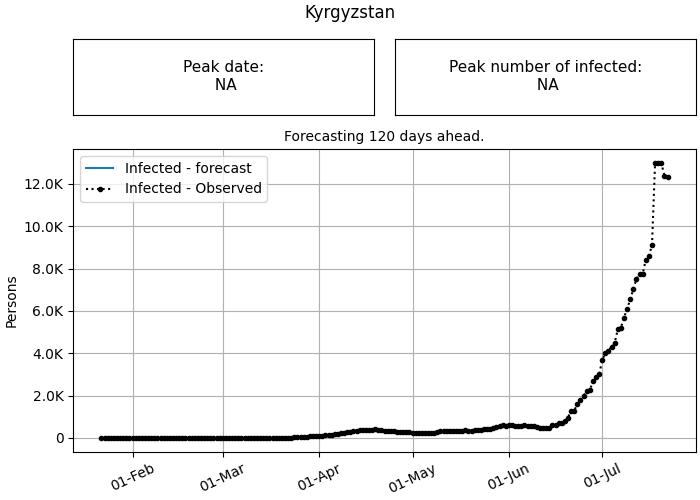 Kyrgyzstan
Peak date:
NA
Peak number of infected:
NA
Forecasting 120 days ahead.
Infected - forecast
Infected - Observed
12.0K
10.0K
8.0K
6.0K
4.0K
2.0K
0
Persons
01-Feb
01-Mar
01-Apr
01-May
01-Jun
01-Jul